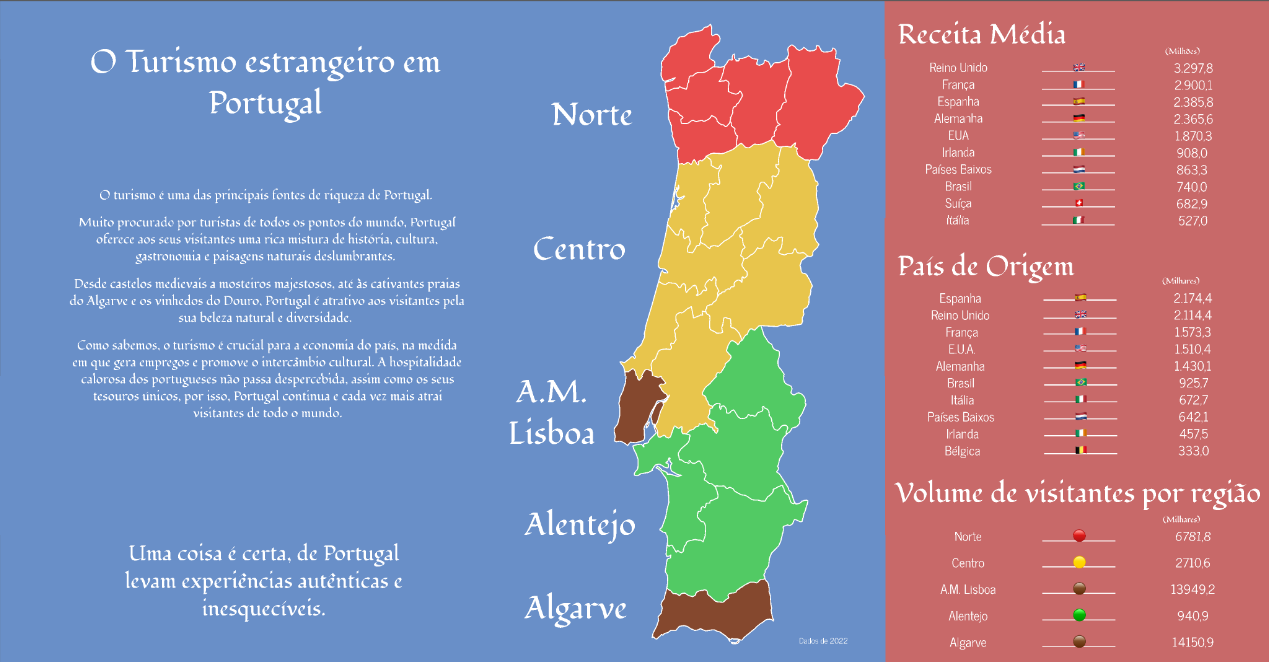 O Turismo estrangeiro em
Portugal
O turismo é uma das principais fontes de riqueza de Portugal.
Muito procurado por turistas de todos os pontos do mundo, Portugal
oferece aos seus visitantes uma rica mistura de história, cultura,
gastronomia e paisagens naturais deslumbrantes.
Desde castelos medievais a mosteiros majestosos, até às cativantes praias
do Algarve e os vinhedos do Douro, Portugal é atrativo aos visitantes pela
sua beleza natural e diversidade.
Como sabemos, o turismo é crucial para a economia do país, na medida
em que gera empregos e promove o intercâmbio cultural. A hospitalidade
calorosa dos portugueses não passa despercebida, assim como os seus
tesouros únicos, por isso, Portugal continua e cada vez mais atrai
visitantes de todo o mundo.
Uma coisa é certa, de Portugal
levam experiências autênticas e
inesquecíveis.
Norte
Centro
A.M.
Lisboa
Alentejo
Algarve
Dados de 2022
Receita Média
(Milhões)
Reino Unido 3.297,8
França 2.900,1
Espanha 2.385,8
Alemanha 2.365,6
EUA 1.870,3
Irlanda 908,0
Países Baixos 863,3
Brasil 740,0
Suíça 682,9
Itália 527,0
País de Origem
(Milhares)
Espanha 2.174,4
Reino Unido 2.114,4
França 1.573,3
E.U.A. 1.510,4
Alemanha 1.430,1
Brasil 925,7
Itália 672,7
Países Baixos 642,1
Irlanda 457,5
Bélgica 333,0
Volume de visitantes por região
(Milhares)
Norte 6781,8
Centro 2710,6
A.M. Lisboa 13949,2
Alentejo 940,9
Algarve 14150,9